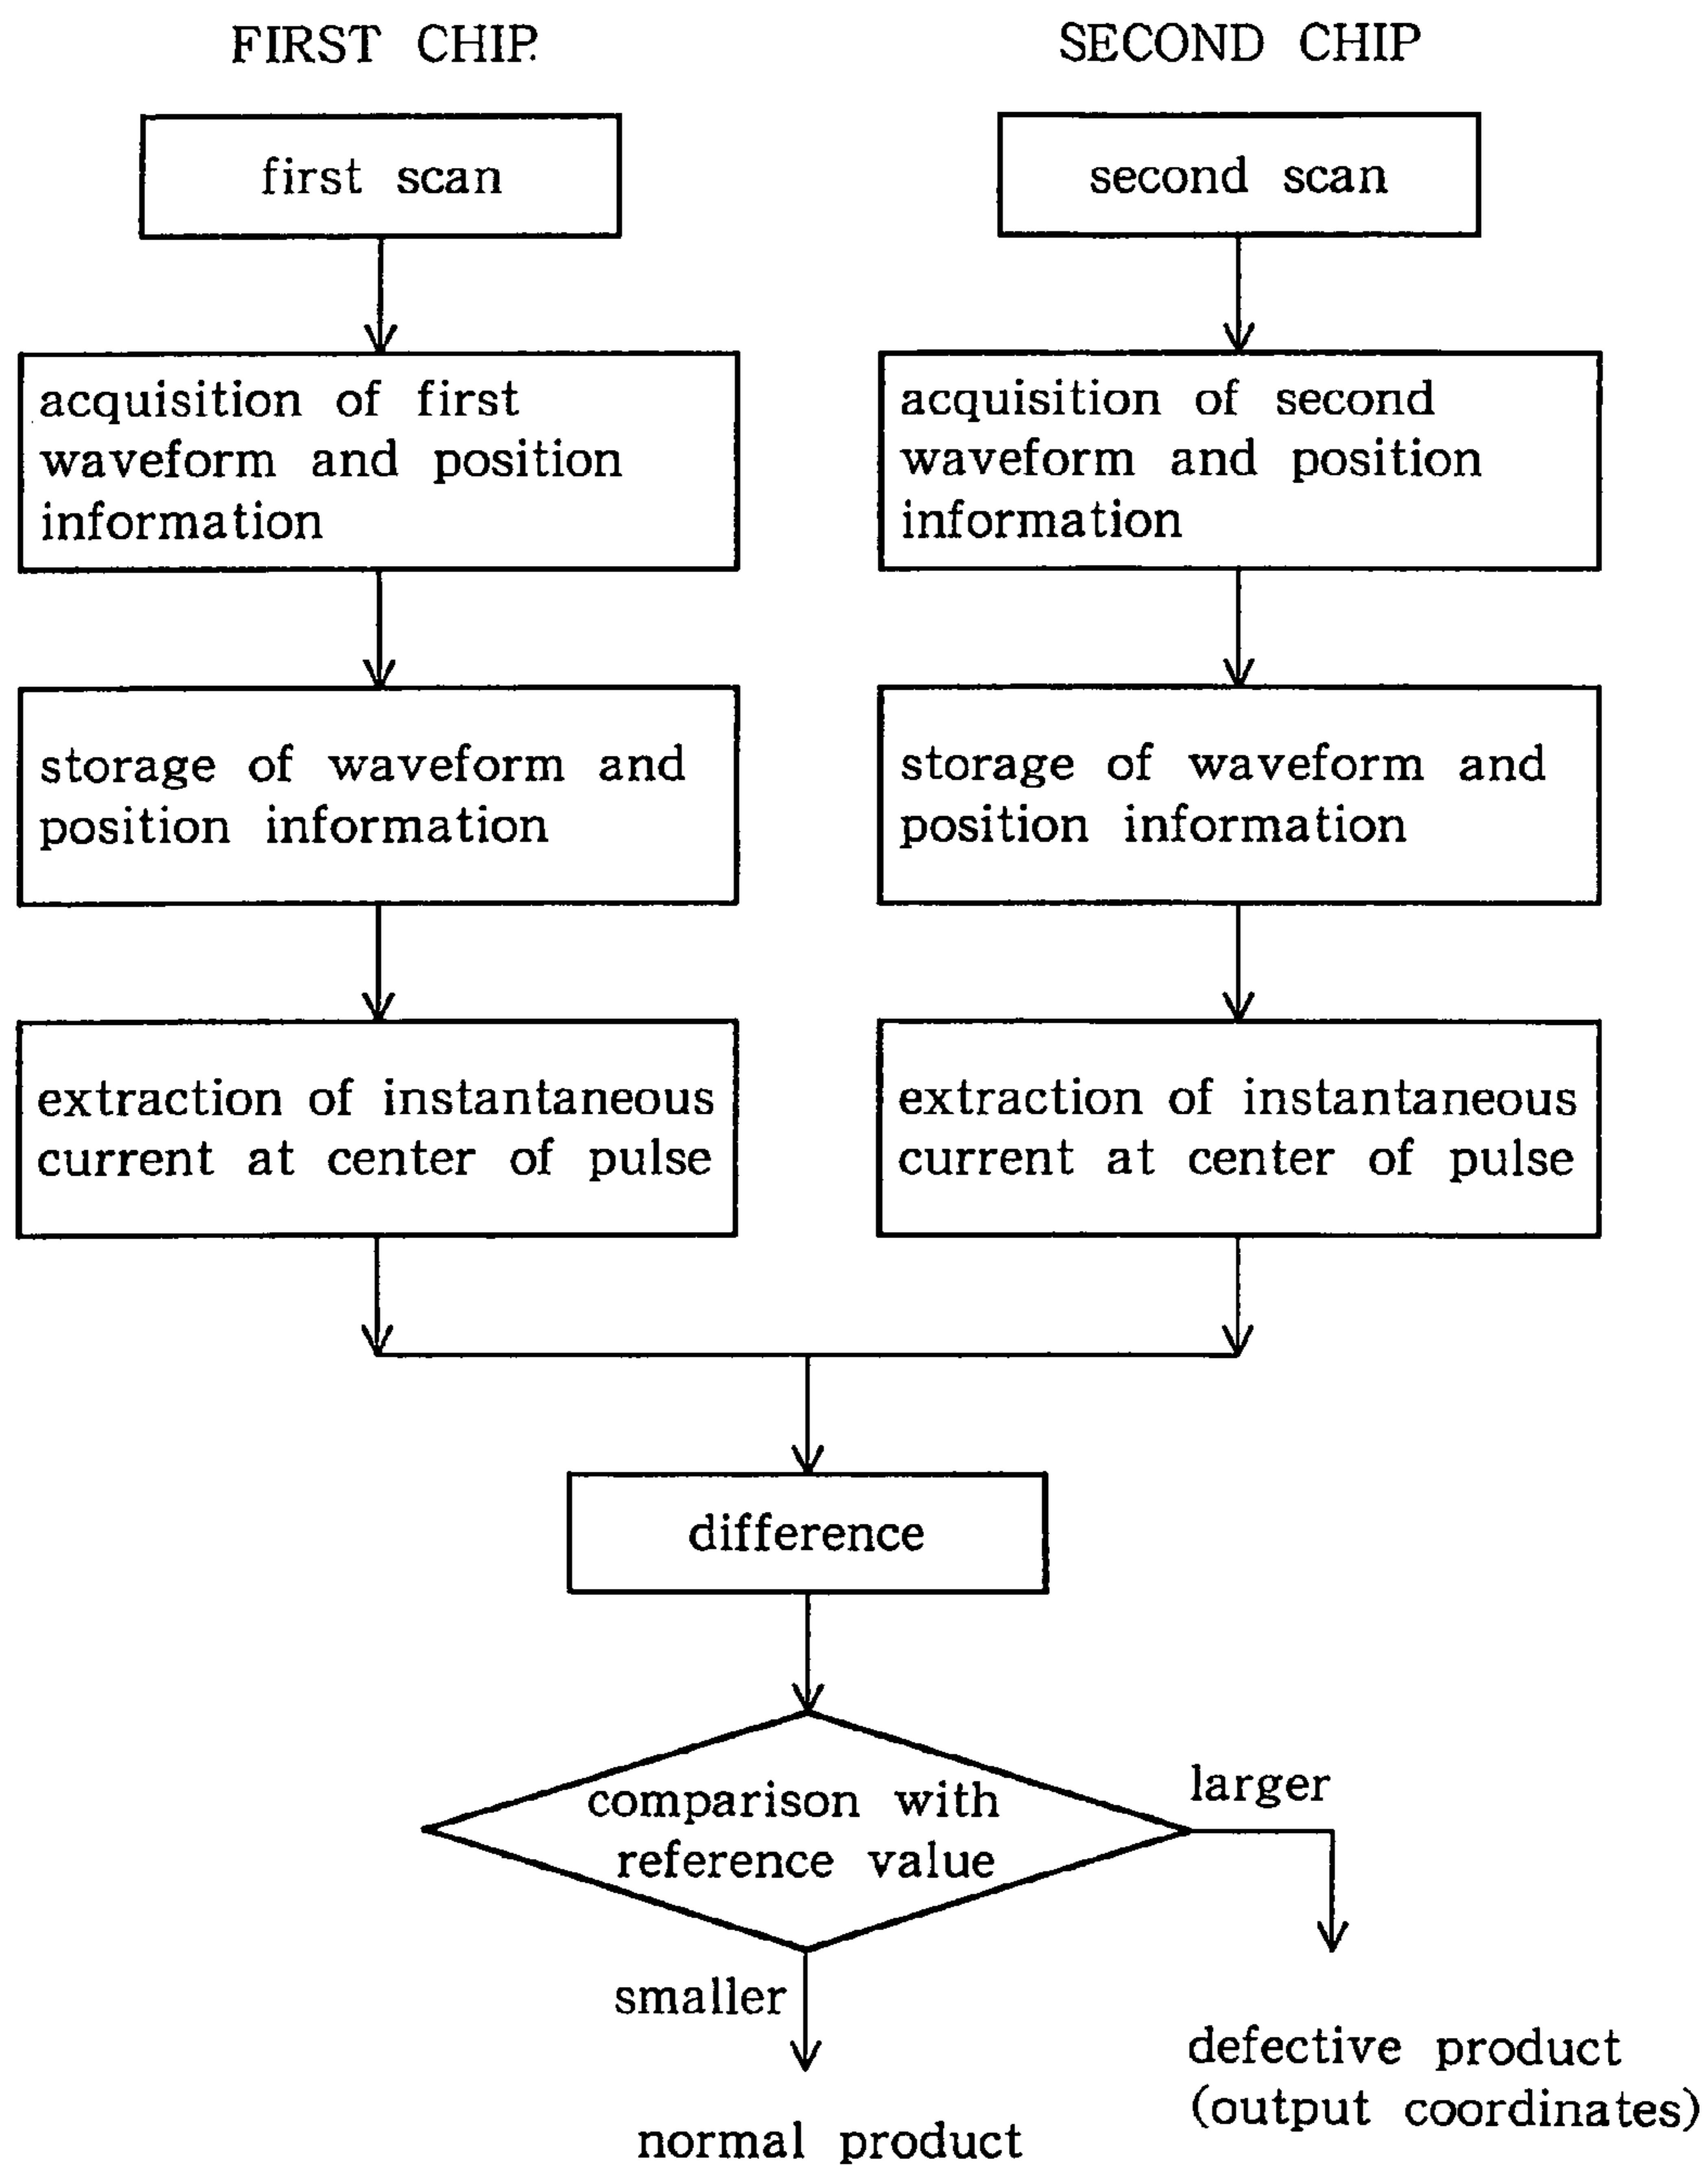 FIRST CHIP.
SECOND CHIP
first scan
second scan
acquisition of first
waveform and position
information
acquisition of second
waveform and position
information
storage of waveform and
position information
storage of waveform and
position information
extraction of instantaneous
current at center of pulse
extraction of instantaneous
current at center of pulse
difference
comparison with
reference value
larger
smaller
defective product
(output coordinates)
normal product